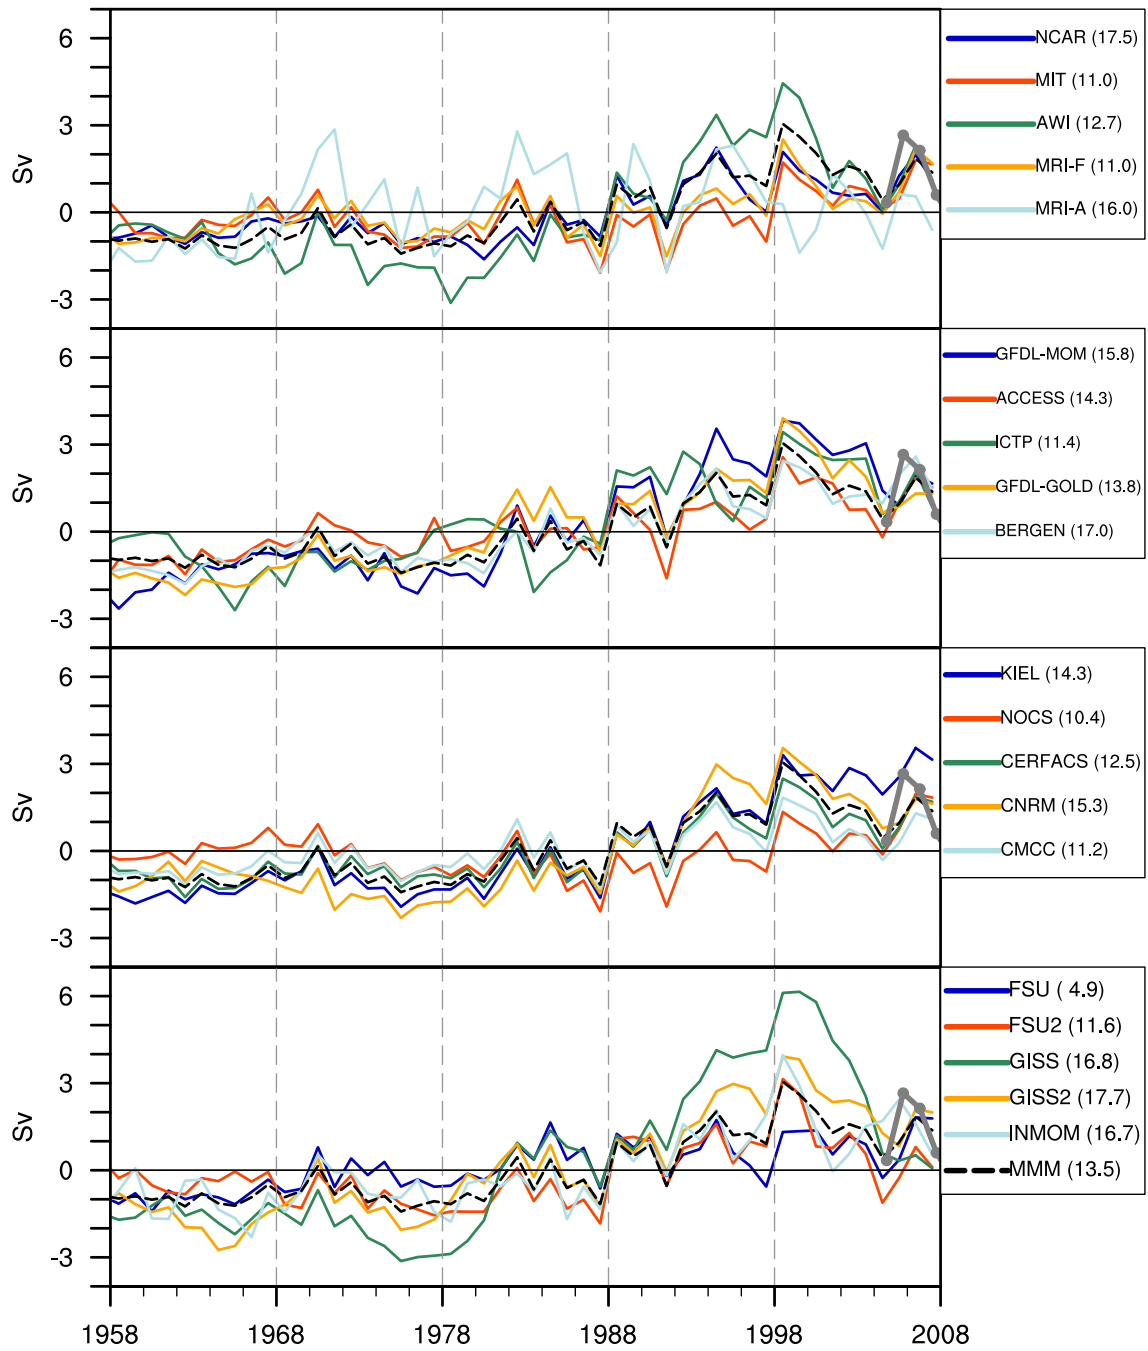 6
3
0
-3
Sv
NCAR (17.5)
MIT (11.0)
AWI (12.7)
MRI-F (11.0)
MRI-A (16.0)
6
3
0
-3
Sv
GFDL-MOM (15.8)
ACCESS (14.3)
ICTP (11.4)
GFDL-GOLD (13.8)
BERGEN (17.0)
6
3
0
-3
Sv
KIEL (14.3)
NOCS (10.4)
CERFACS (12.5)
CNRM (15.3)
CMCC (11.2)
6
3
0
-3
Sv
FSU ( 4.9)
FSU2 (11.6)
GISS (16.8)
GISS2 (17.7)
INMOM (16.7)
MMM (13.5)
1958 1968 1978 1988 1998 2008